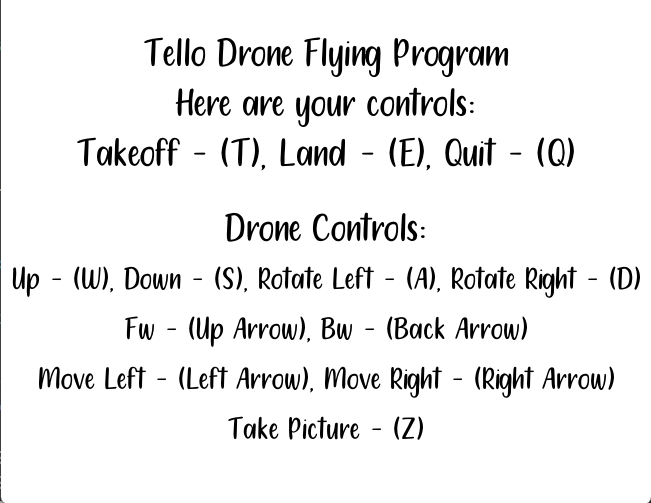 Tello Drone Flying Program
Here are your controls:
Takeoff - (T), Land - (E), Quit - (Q)
Drone Controls:
Up - (W), Down - (S), Rotate Left - (A), Rotate Right - (D)
Fw - (Up Arrow), Bw - (Back Arrow)
Move Left - (Left Arrow), Move Right - (Right Arrow)
Take Picture - (Z)